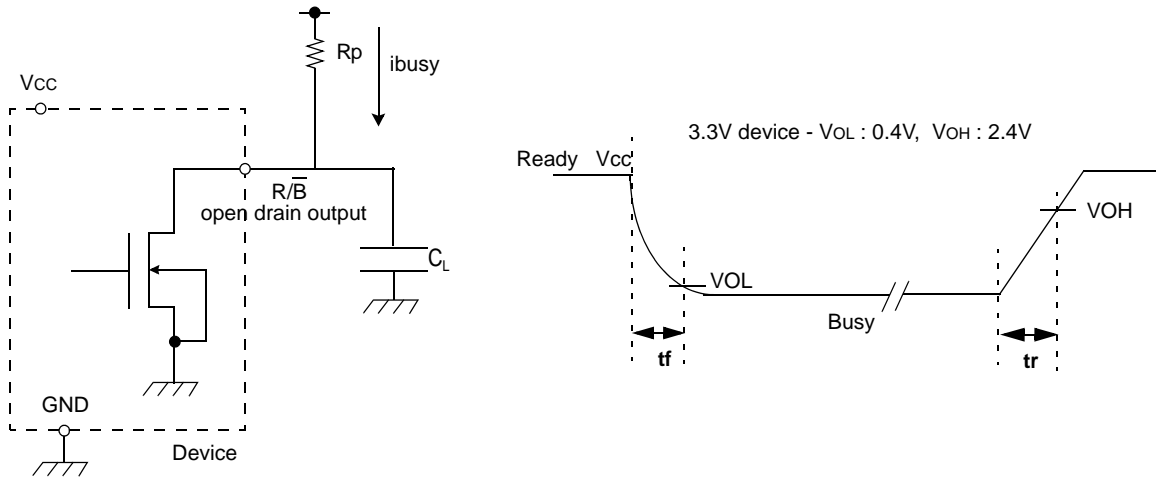 Rp
ibusy
VCC
R/B̅
open drain output
CL
GND
Device
3.3V device - VOL : 0.4V, VOH : 2.4V
Ready Vcc
VOH
VOL
Busy
tf
tr